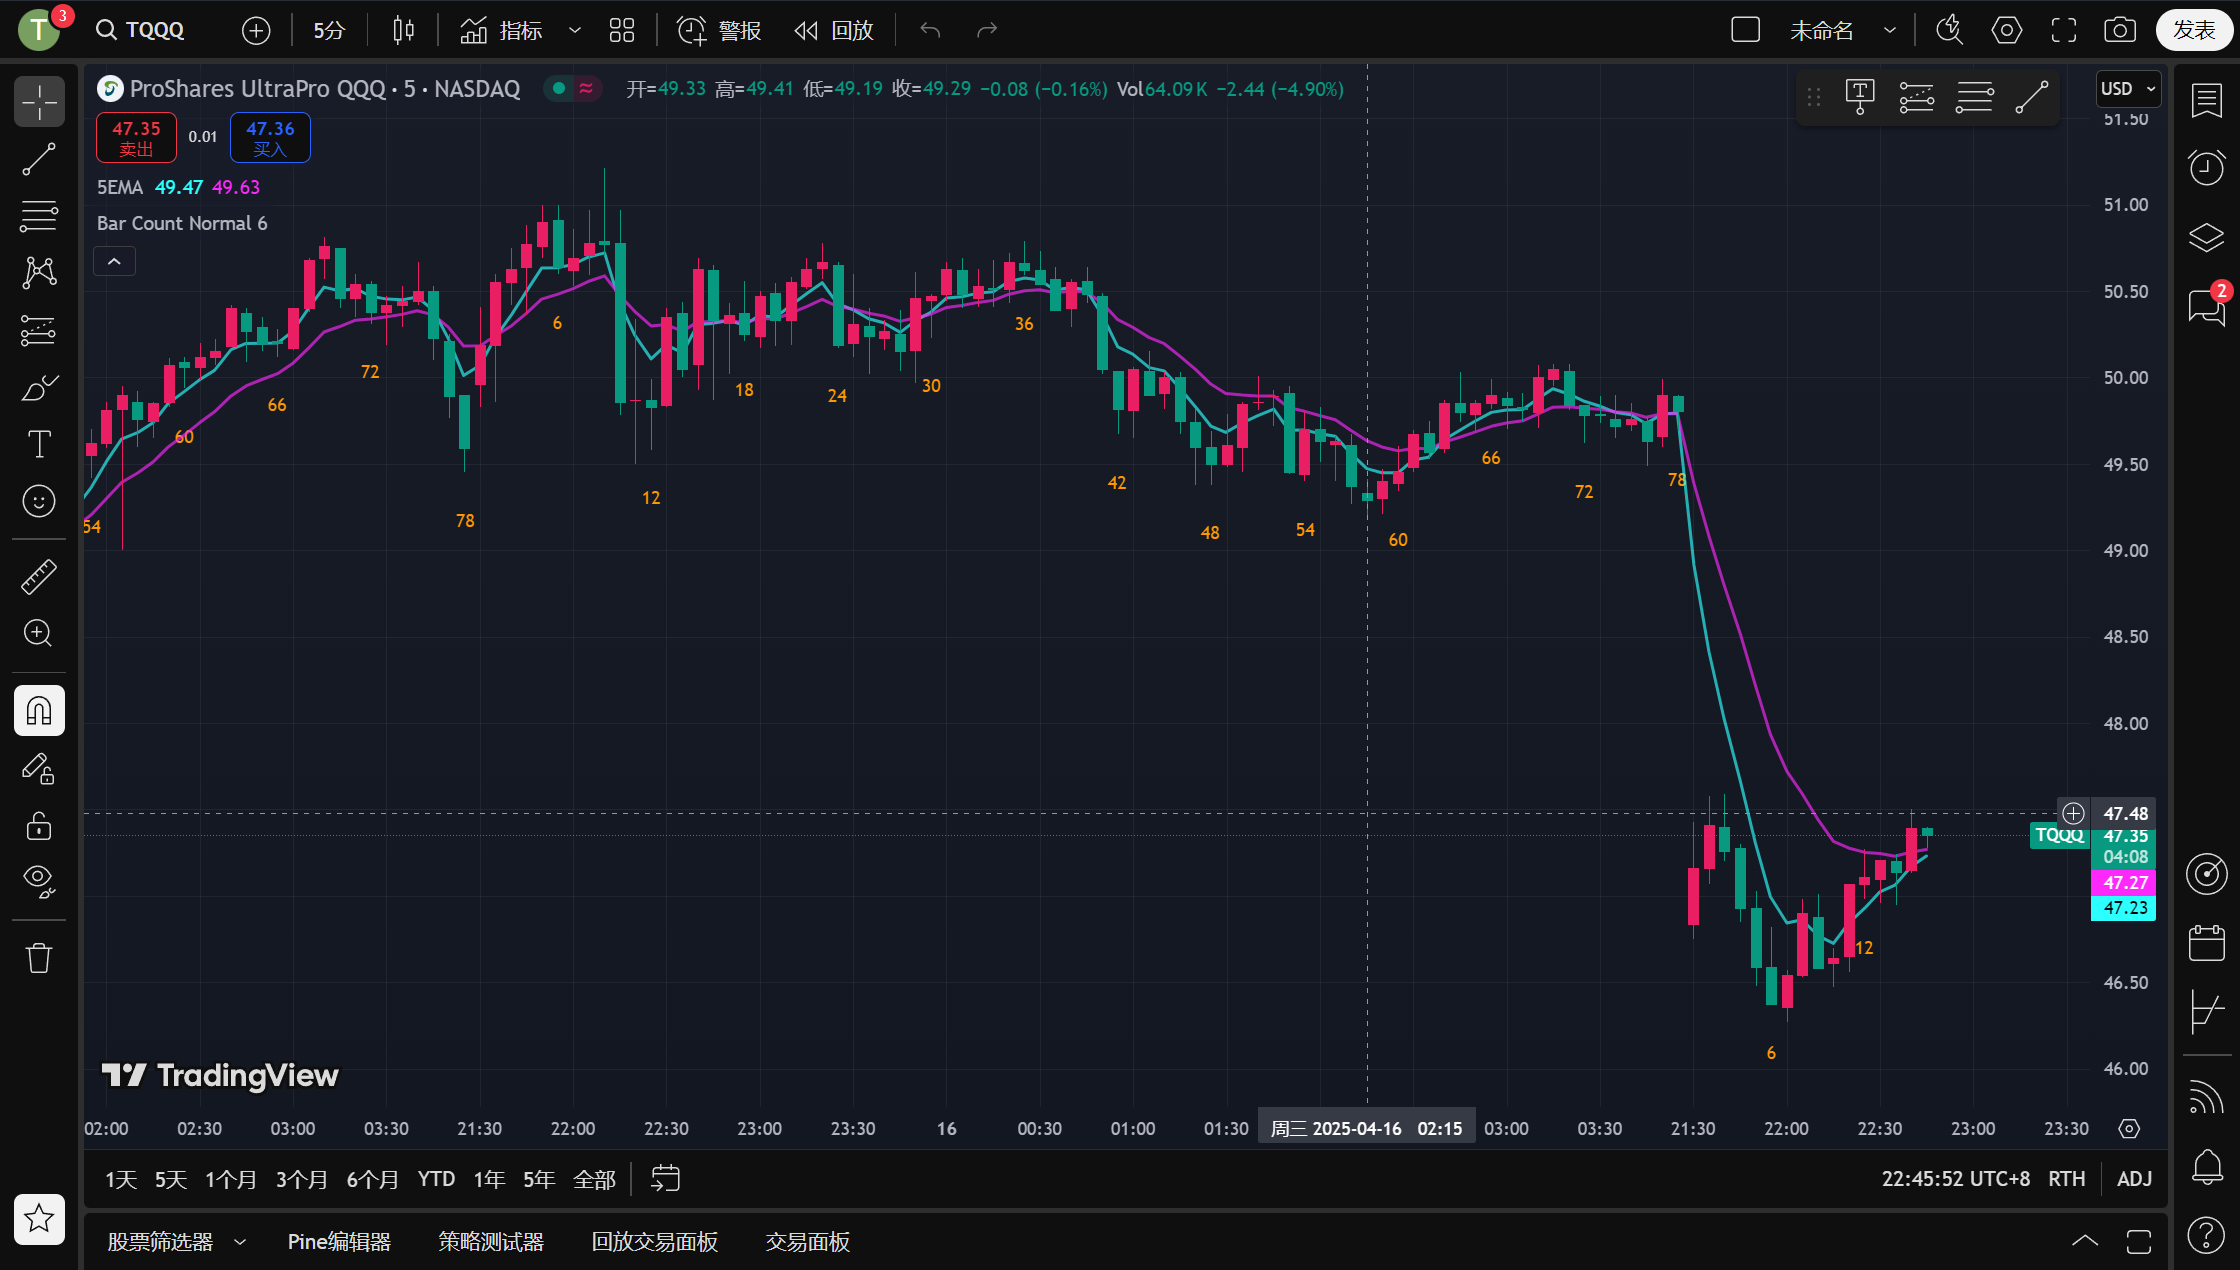 T 3 TQQQ 5分 指标 警报 回放 未命名 发表
ProShares UltraPro QQQ · 5 · NASDAQ 开=49.33 高=49.41 低=49.19 收=49.29 −0.08 (−0.16%) Vol64.09 K −2.44 (−4.90%)
USD
47.35 卖出
0.01
47.36 买入
5EMA 49.47 49.63
Bar Count Normal 6
51.50
51.00
50.50
50.00
49.50
49.00
48.50
48.00
47.48
TQQQ 47.35
04:08
47.27
47.23
46.50
46.00
2
54 60 66 72 78 6 12 18 24 30 36 42 48 54 60 66 72 78 6 12
TradingView
02:00 02:30 03:00 03:30 21:30 22:00 22:30 23:00 23:30 16 00:30 01:00 01:30 周三 2025-04-16 02:15 03:00 03:30 21:30 22:00 22:30 23:00 23:30
1天 5天 1个月 3个月 6个月 YTD 1年 5年 全部 22:45:52 UTC+8 RTH ADJ
股票筛选器 Pine编辑器 策略测试器 回放交易面板 交易面板